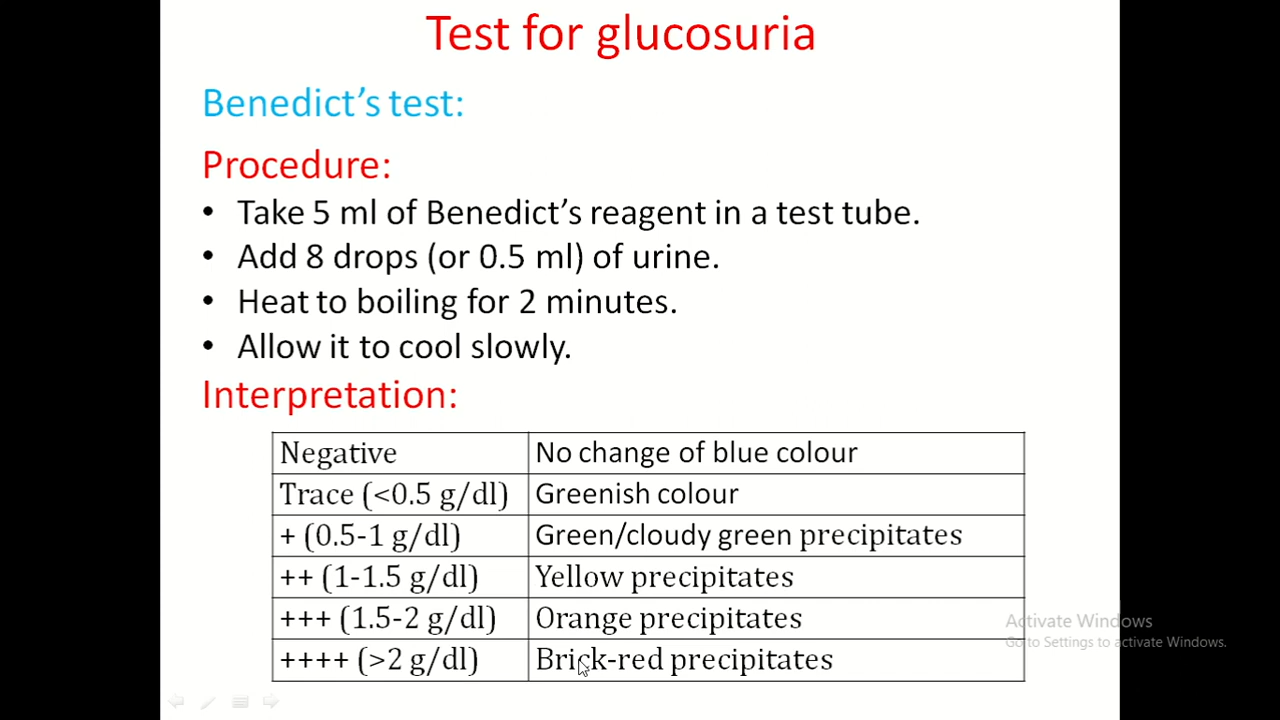 Test for glucosuria
Benedict’s test:
Procedure:
• Take 5 ml of Benedict’s reagent in a test tube.
• Add 8 drops (or 0.5 ml) of urine.
• Heat to boiling for 2 minutes.
• Allow it to cool slowly.
Interpretation:
Negative No change of blue colour
Trace (<0.5 g/dl) Greenish colour
+ (0.5-1 g/dl) Green/cloudy green precipitates
++ (1-1.5 g/dl) Yellow precipitates
+++ (1.5-2 g/dl) Orange precipitates
++++ (>2 g/dl) Brick-red precipitates
Activate Windows
Go to Settings to activate Windows.